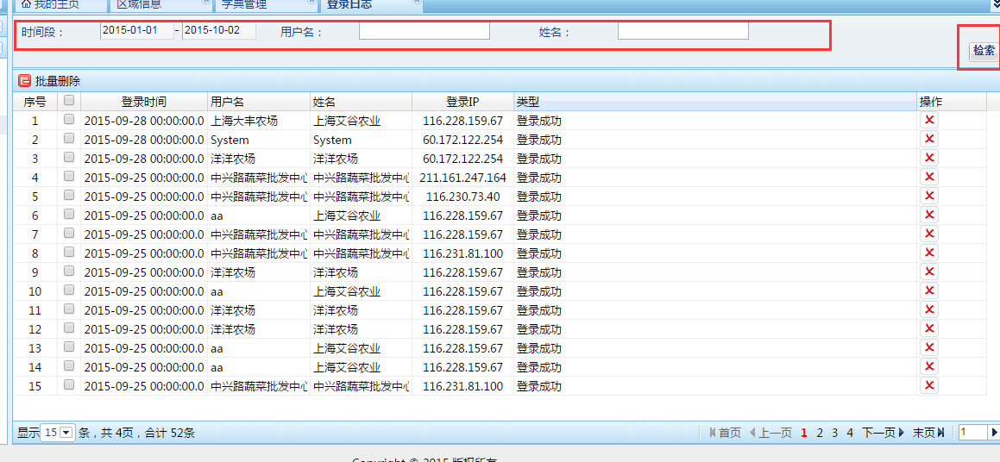 我的主页 区域信息 字典管理 登录日志
时间段： 2015-01-01 - 2015-10-02 用户名： 姓名：
检索
批量删除
序号 登录时间 用户名 姓名 登录IP 类型 操作
1 2015-09-28 00:00:00.0 上海大丰农场 上海艾谷农业 116.228.159.67 登录成功
2 2015-09-28 00:00:00.0 System System 60.172.122.254 登录成功
3 2015-09-28 00:00:00.0 洋洋农场 洋洋农场 60.172.122.254 登录成功
4 2015-09-25 00:00:00.0 中兴路蔬菜批发中心 中兴路蔬菜批发中心 211.161.247.164 登录成功
5 2015-09-25 00:00:00.0 中兴路蔬菜批发中心 中兴路蔬菜批发中心 116.230.73.40 登录成功
6 2015-09-25 00:00:00.0 aa 上海艾谷农业 116.228.159.67 登录成功
7 2015-09-25 00:00:00.0 中兴路蔬菜批发中心 中兴路蔬菜批发中心 116.228.159.67 登录成功
8 2015-09-25 00:00:00.0 中兴路蔬菜批发中心 中兴路蔬菜批发中心 116.231.81.100 登录成功
9 2015-09-25 00:00:00.0 洋洋农场 洋洋农场 116.228.159.67 登录成功
10 2015-09-25 00:00:00.0 aa 上海艾谷农业 116.228.159.67 登录成功
11 2015-09-25 00:00:00.0 洋洋农场 洋洋农场 116.228.159.67 登录成功
12 2015-09-25 00:00:00.0 洋洋农场 洋洋农场 116.228.159.67 登录成功
13 2015-09-25 00:00:00.0 aa 上海艾谷农业 116.228.159.67 登录成功
14 2015-09-25 00:00:00.0 aa 上海艾谷农业 116.228.159.67 登录成功
15 2015-09-25 00:00:00.0 中兴路蔬菜批发中心 中兴路蔬菜批发中心 116.231.81.100 登录成功
显示 15 条，共 4页，合计 52条 首页 上一页 1 2 3 4 下一页 末页 1
Copyright © 2015 版权所有